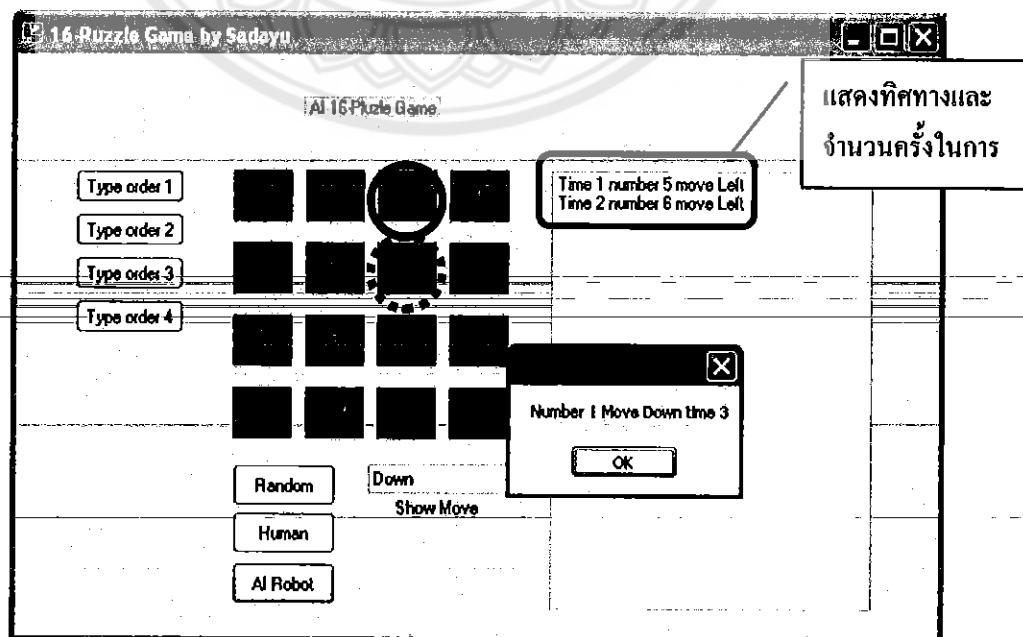 16-Puzzle Game by Sadayu
AI 16-Pluzle Game
แสดงทิศทางและ
จำนวนครั้งในการ
Type order 1
Type order 2
Type order 3
Type order 4
Time 1 number 5 move Left
Time 2 number 6 move Left
Number Move Down time 3
OK
Random
Human
AI Robot
Down
Show Move